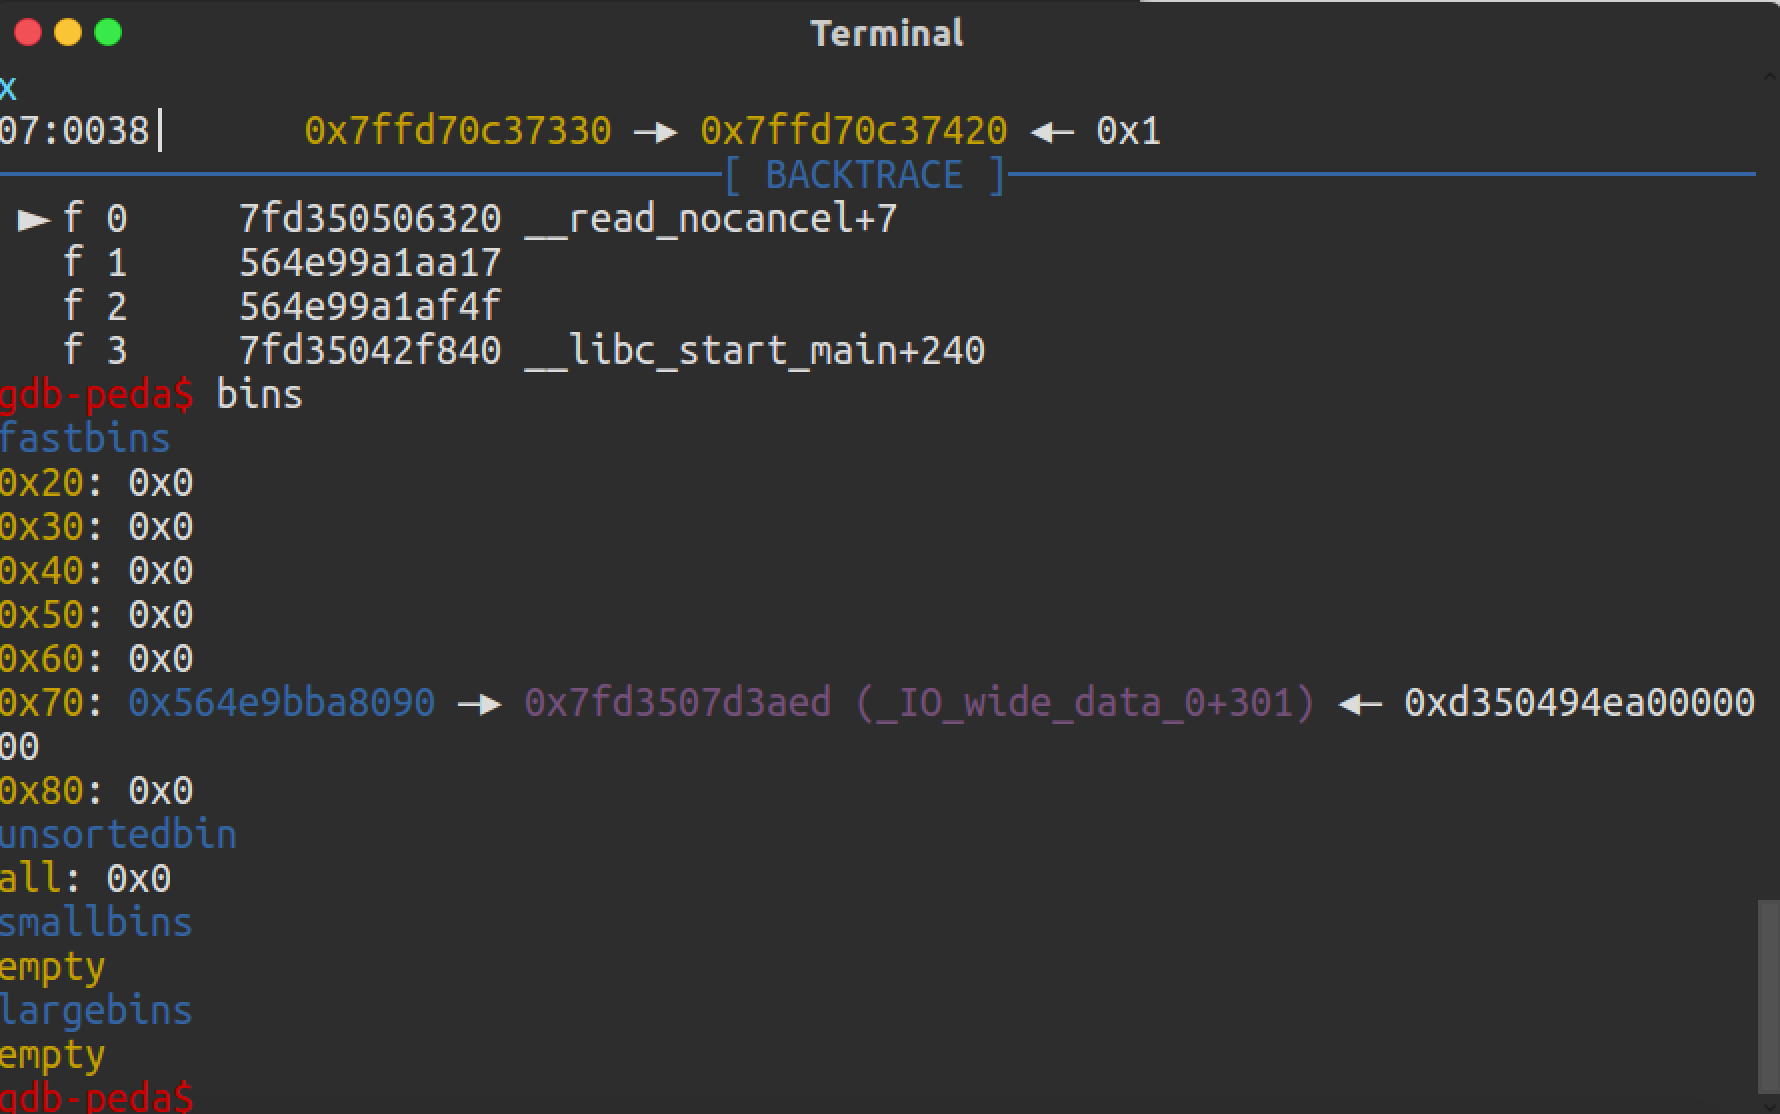 Terminal
x
07:0038│ 0x7ffd70c37330 —▸ 0x7ffd70c37420 ◂— 0x1
[ BACKTRACE ]
► f 0 7fd350506320 __read_nocancel+7
f 1 564e99a1aa17
f 2 564e99a1af4f
f 3 7fd35042f840 __libc_start_main+240
gdb-peda$ bins
fastbins
0x20: 0x0
0x30: 0x0
0x40: 0x0
0x50: 0x0
0x60: 0x0
0x70: 0x564e9bba8090 —▸ 0x7fd3507d3aed (_IO_wide_data_0+301) ◂— 0xd350494ea00000
00
0x80: 0x0
unsortedbin
all: 0x0
smallbins
empty
largebins
empty
gdb-peda$